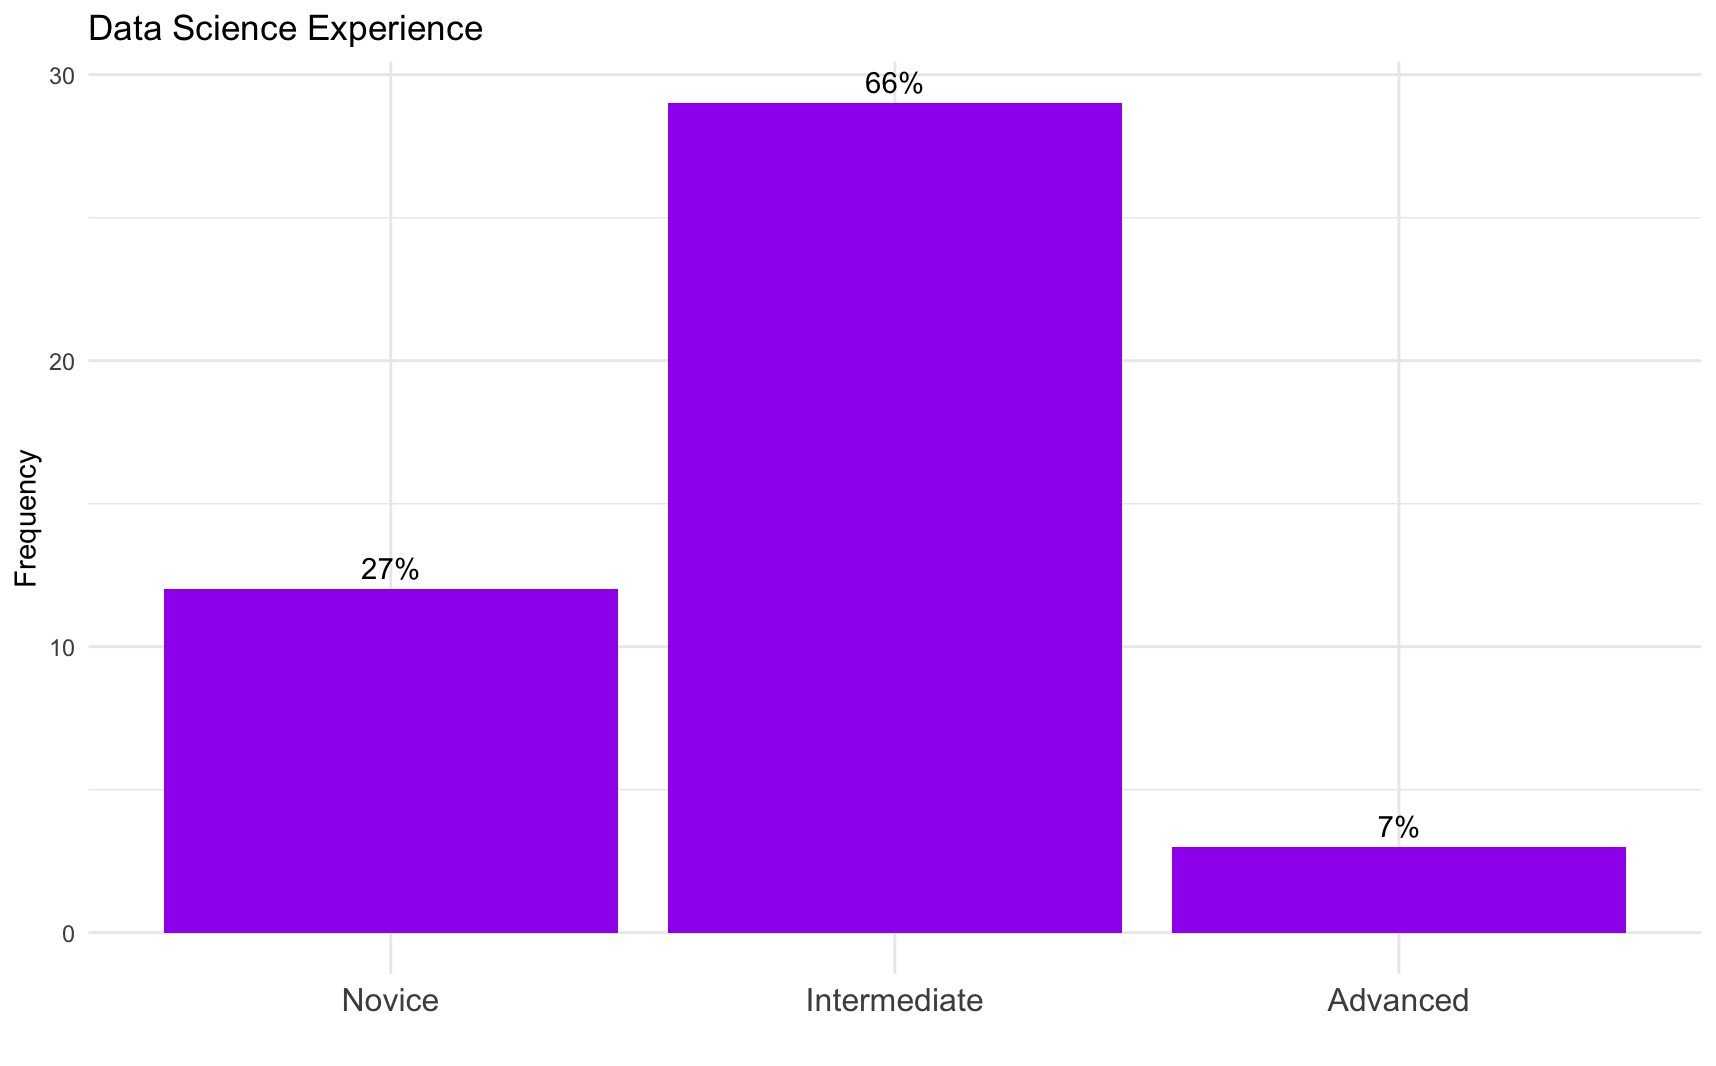 Data Science Experience
30
66%
20
Frequency
27%
10
7%
0
Novice Intermediate Advanced